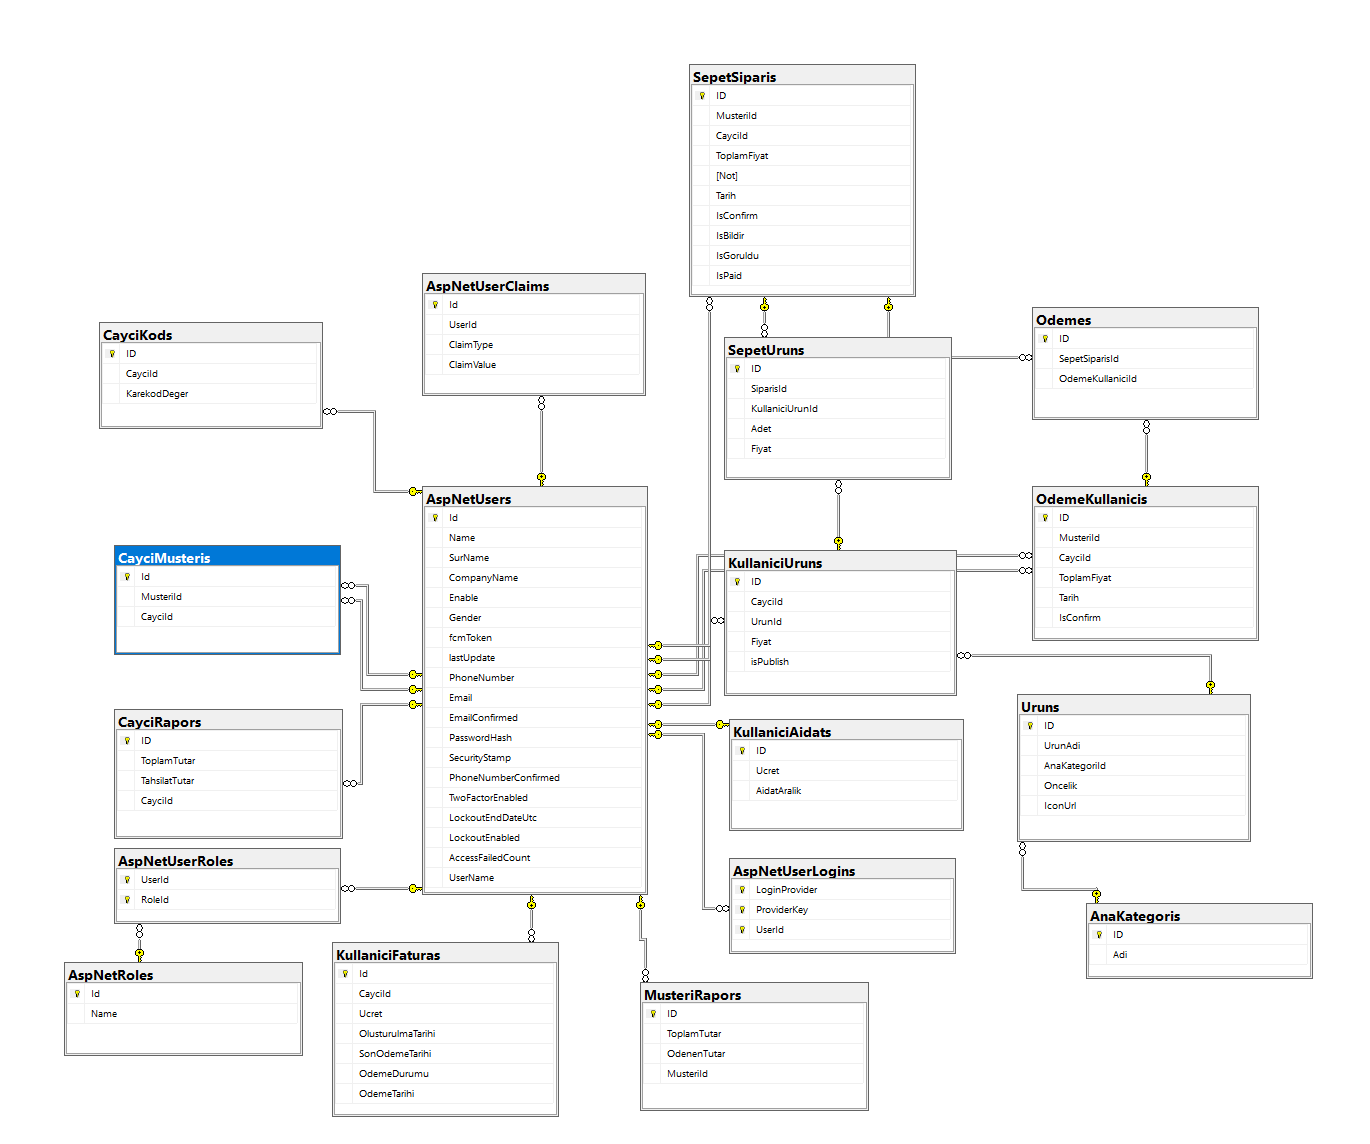 SepetSiparis
ID
MusteriId
CayciId
ToplamFiyat
[Not]
Tarih
IsConfirm
IsBildir
IsGoruldu
IsPaid
AspNetUserClaims
Id
UserId
ClaimType
ClaimValue
CayciKods
ID
CayciId
KarekodDeger
SepetUruns
ID
SiparisId
KullaniciUrunId
Adet
Fiyat
Odemes
ID
SepetSiparisId
OdemeKullaniciId
AspNetUsers
Id
Name
SurName
CompanyName
Enable
Gender
fcmToken
lastUpdate
PhoneNumber
Email
EmailConfirmed
PasswordHash
SecurityStamp
PhoneNumberConfirmed
TwoFactorEnabled
LockoutEndDateUtc
LockoutEnabled
AccessFailedCount
UserName
OdemeKullanicis
ID
MusteriId
CayciId
ToplamFiyat
Tarih
IsConfirm
CayciMusteris
Id
MusteriId
CayciId
KullaniciUruns
ID
CayciId
UrunId
Fiyat
isPublish
CayciRapors
ID
ToplamTutar
TahsilatTutar
CayciId
KullaniciAidats
ID
Ucret
AidatAralik
Uruns
ID
UrunAdi
AnaKategoriId
Oncelik
IconUrl
AspNetUserRoles
UserId
RoleId
AspNetUserLogins
LoginProvider
ProviderKey
UserId
AnaKategoris
ID
Adi
AspNetRoles
Id
Name
KullaniciFaturas
Id
CayciId
Ucret
OlusturulmaTarihi
SonOdemeTarihi
OdemeDurumu
OdemeTarihi
MusteriRapors
ID
ToplamTutar
OdenenTutar
MusteriId